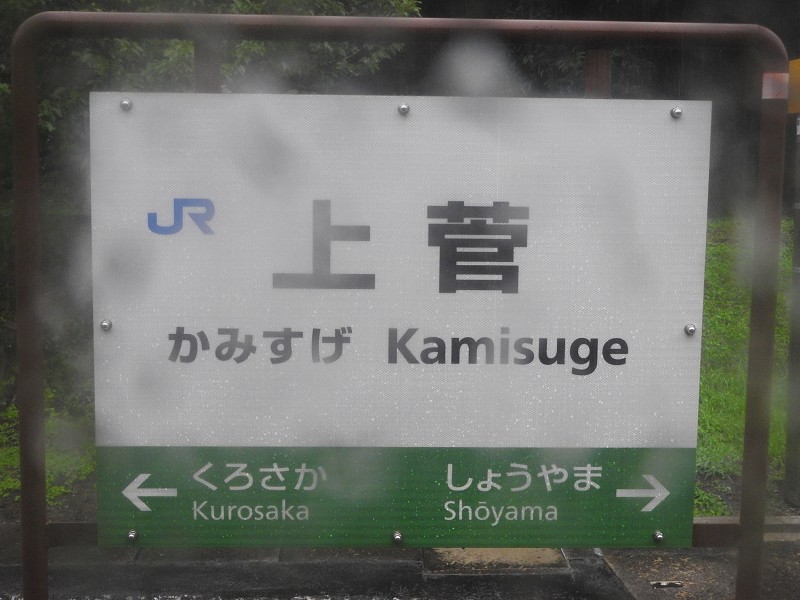 JR
上菅
かみすげ Kamisuge
くろさか しょうやま
Kurosaka Shōyama